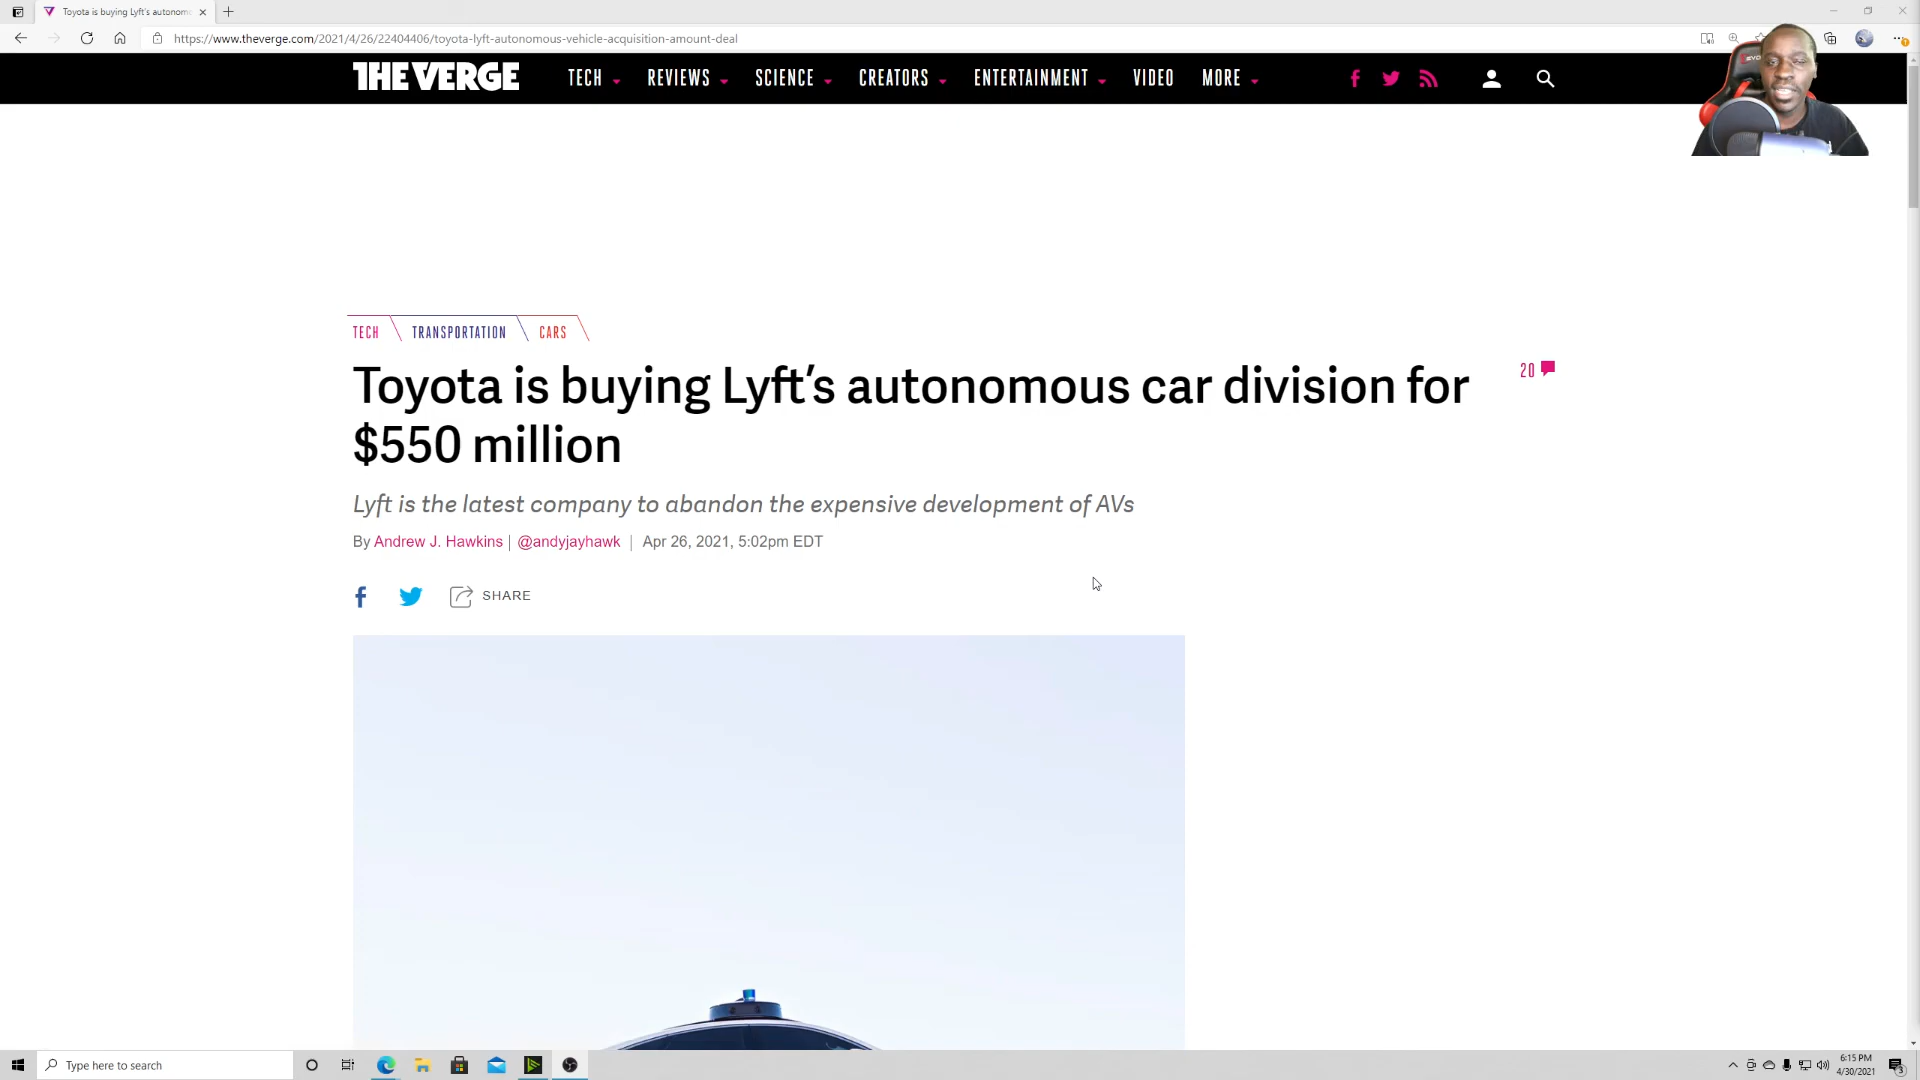 Toyota is buying Lyft's autonom
https://www.theverge.com/2021/4/26/22404406/toyota-lyft-autonomous-vehicle-acquisition-amount-deal
THE VERGE TECH REVIEWS SCIENCE CREATORS ENTERTAINMENT VIDEO MORE
TECH TRANSPORTATION CARS
Toyota is buying Lyft’s autonomous car division for
$550 million
20
Lyft is the latest company to abandon the expensive development of AVs
By Andrew J. Hawkins | @andyjayhawk | Apr 26, 2021, 5:02pm EDT
SHARE
Type here to search
6:15 PM
4/30/2021
3